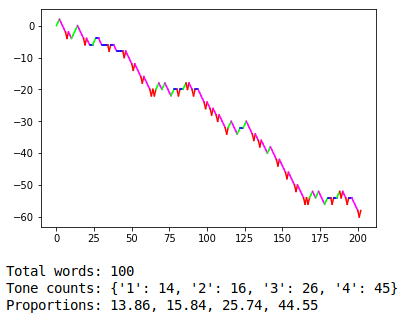 0
−10
−20
−30
−40
−50
−60
0 25 50 75 100 125 150 175 200
Total words: 100
Tone counts: {'1': 14, '2': 16, '3': 26, '4': 45}
Proportions: 13.86, 15.84, 25.74, 44.55